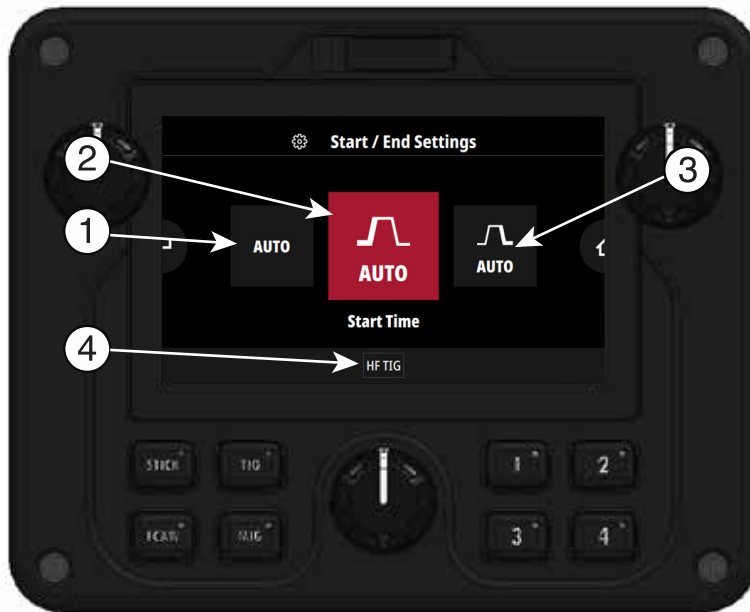 Start / End Settings
2
3
1
AUTO
AUTO
AUTO
Start Time
4
HF TIG
STICK
TIG
1
2
FCAW
MIG
3
4